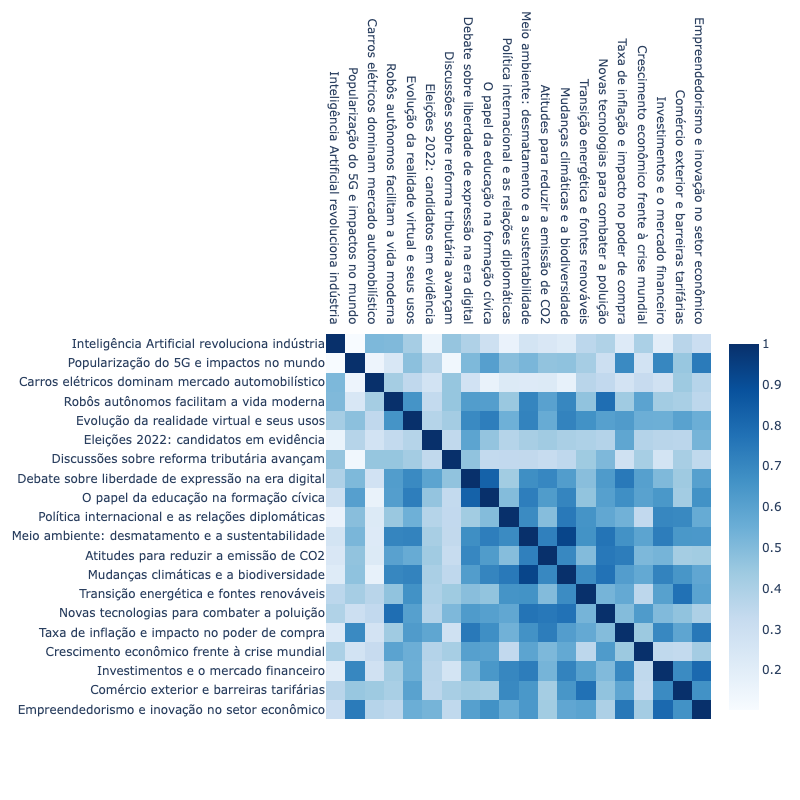 Inteligência Artificial revoluciona indústria
Popularização do 5G e impactos no mundo
Carros elétricos dominam mercado automobilístico
Robôs autônomos facilitam a vida moderna
Evolução da realidade virtual e seus usos
Eleições 2022: candidatos em evidência
Discussões sobre reforma tributária avançam
Debate sobre liberdade de expressão na era digital
O papel da educação na formação cívica
Política internacional e as relações diplomáticas
Meio ambiente: desmatamento e a sustentabilidade
Atitudes para reduzir a emissão de CO2
Mudanças climáticas e a biodiversidade
Transição energética e fontes renováveis
Novas tecnologias para combater a poluição
Taxa de inflação e impacto no poder de compra
Crescimento econômico frente à crise mundial
Investimentos e o mercado financeiro
Comércio exterior e barreiras tarifárias
Empreendedorismo e inovação no setor econômico
Inteligência Artificial revoluciona indústria
Popularização do 5G e impactos no mundo
Carros elétricos dominam mercado automobilístico
Robôs autônomos facilitam a vida moderna
Evolução da realidade virtual e seus usos
Eleições 2022: candidatos em evidência
Discussões sobre reforma tributária avançam
Debate sobre liberdade de expressão na era digital
O papel da educação na formação cívica
Política internacional e as relações diplomáticas
Meio ambiente: desmatamento e a sustentabilidade
Atitudes para reduzir a emissão de CO2
Mudanças climáticas e a biodiversidade
Transição energética e fontes renováveis
Novas tecnologias para combater a poluição
Taxa de inflação e impacto no poder de compra
Crescimento econômico frente à crise mundial
Investimentos e o mercado financeiro
Comércio exterior e barreiras tarifárias
Empreendedorismo e inovação no setor econômico
1
0.9
0.8
0.7
0.6
0.5
0.4
0.3
0.2